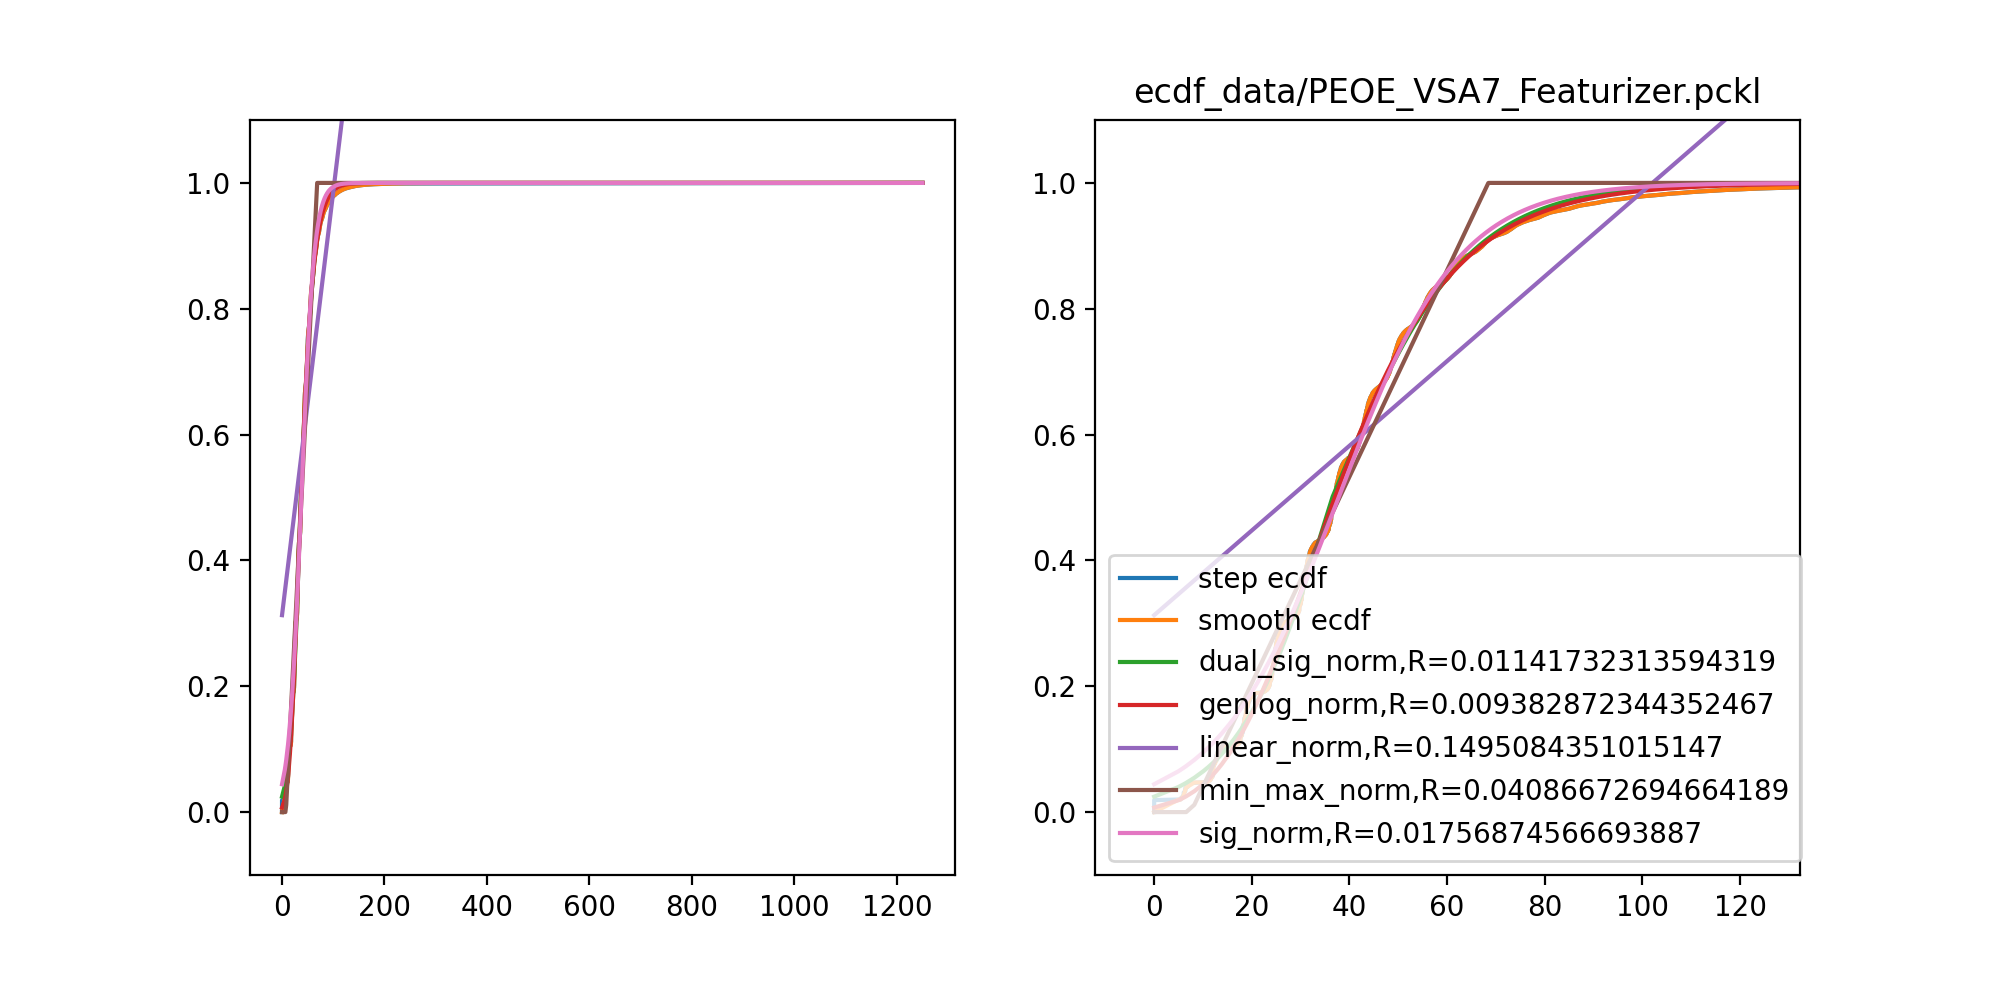 ecdf_data/PEOE_VSA7_Featurizer.pckl
1.0
0.8
0.6
0.4
0.2
0.0
0 200 400 600 800 1000 1200
1.0
0.8
0.6
0.4
0.2
0.0
step ecdf
smooth ecdf
dual_sig_norm,R=0.01141732313594319
genlog_norm,R=0.009382872344352467
linear_norm,R=0.1495084351015147
min_max_norm,R=0.04086672694664189
sig_norm,R=0.01756874566693887
0 20 40 60 80 100 120